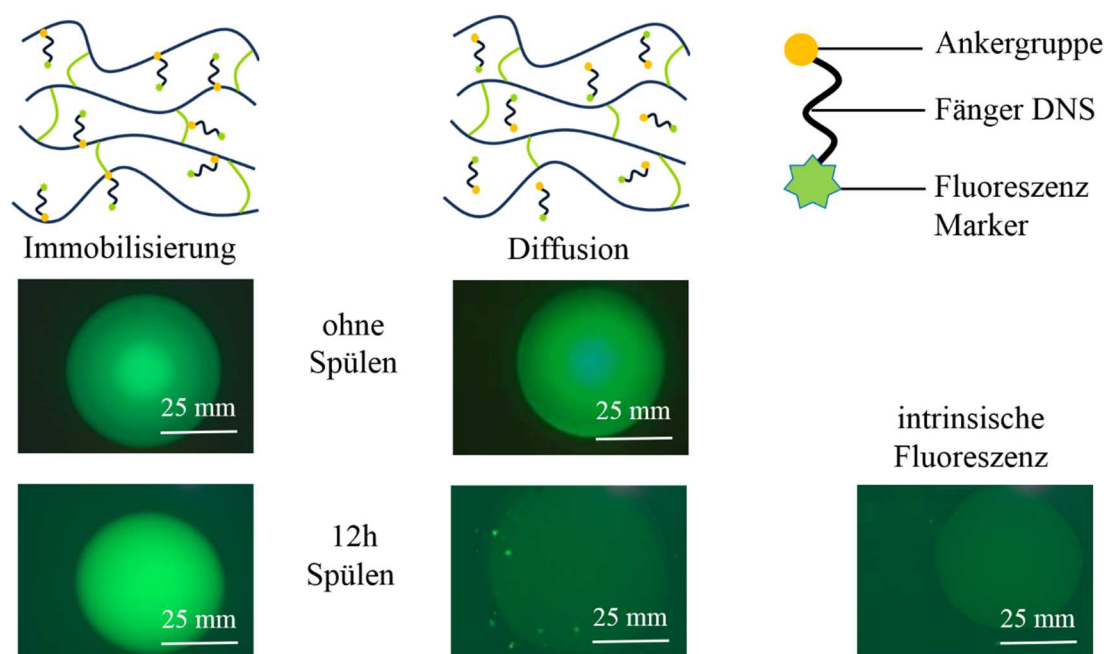 Ankergruppe
Fänger DNS
Fluoreszenz
Marker
Immobilisierung
Diffusion
ohne
Spülen
25 mm
25 mm
intrinsische
Fluoreszenz
12h
Spülen
25 mm
25 mm
25 mm